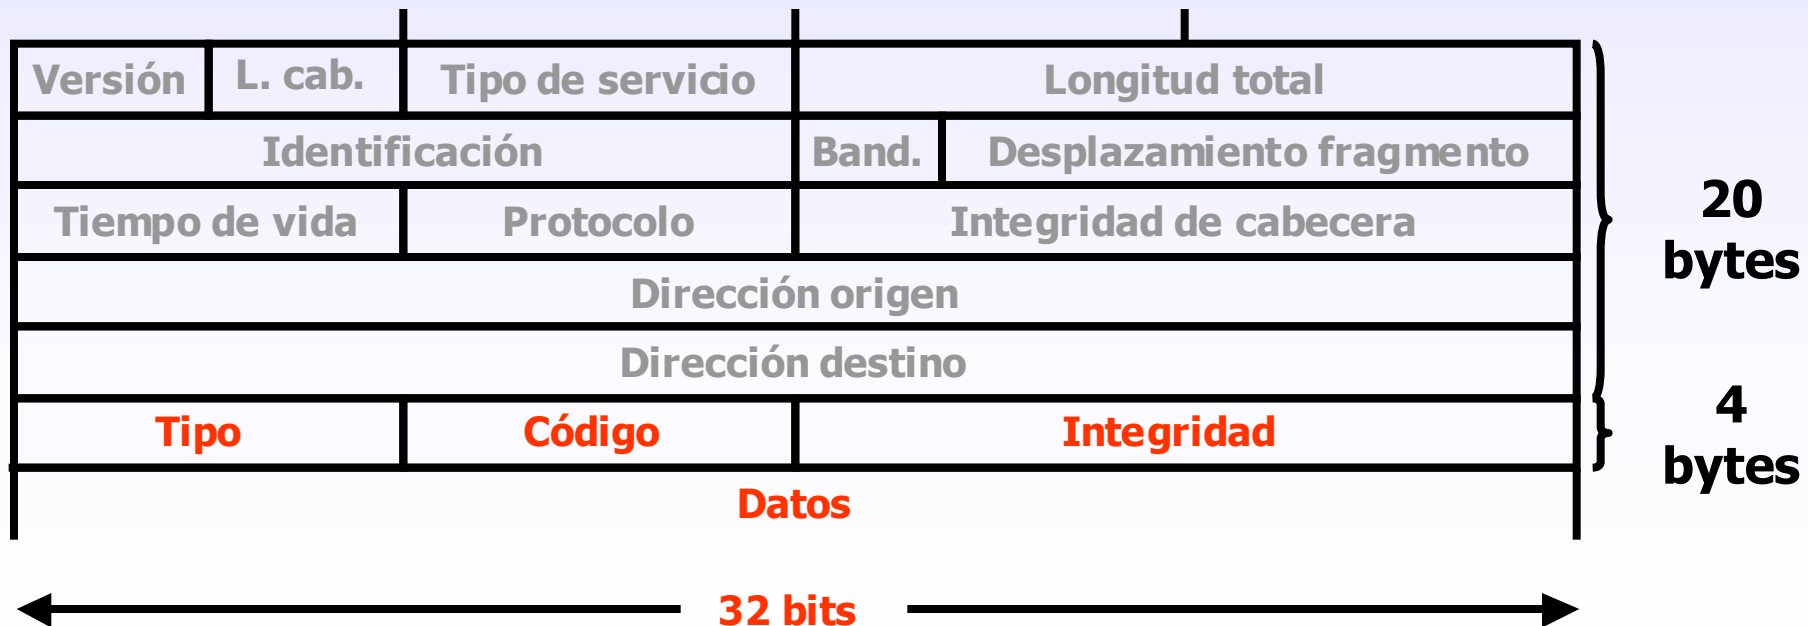 Versión L. cab. Tipo de servicio Longitud total
Identificación Band. Desplazamiento fragmento
Tiempo de vida Protocolo Integridad de cabecera
Dirección origen
Dirección destino
20
bytes
Tipo Código Integridad
4
bytes
Datos
32 bits